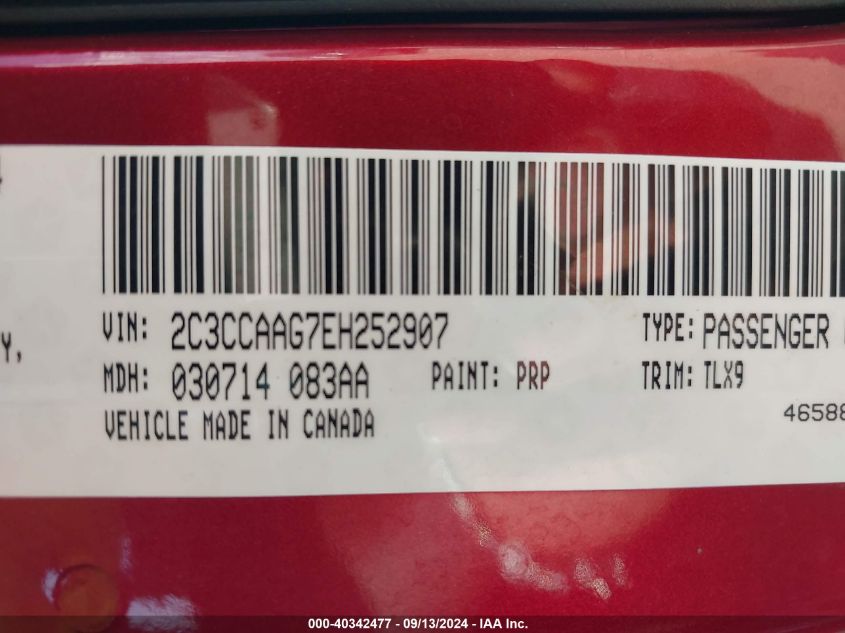 VIN: 2C3CCAAG7EH252907 TYPE: PASSENGER
Y,
MDH: 030714 083AA PAINT: PRP TRIM: TLX9
VEHICLE MADE IN CANADA 4658
000-40342477 - 09/13/2024 - IAA Inc.